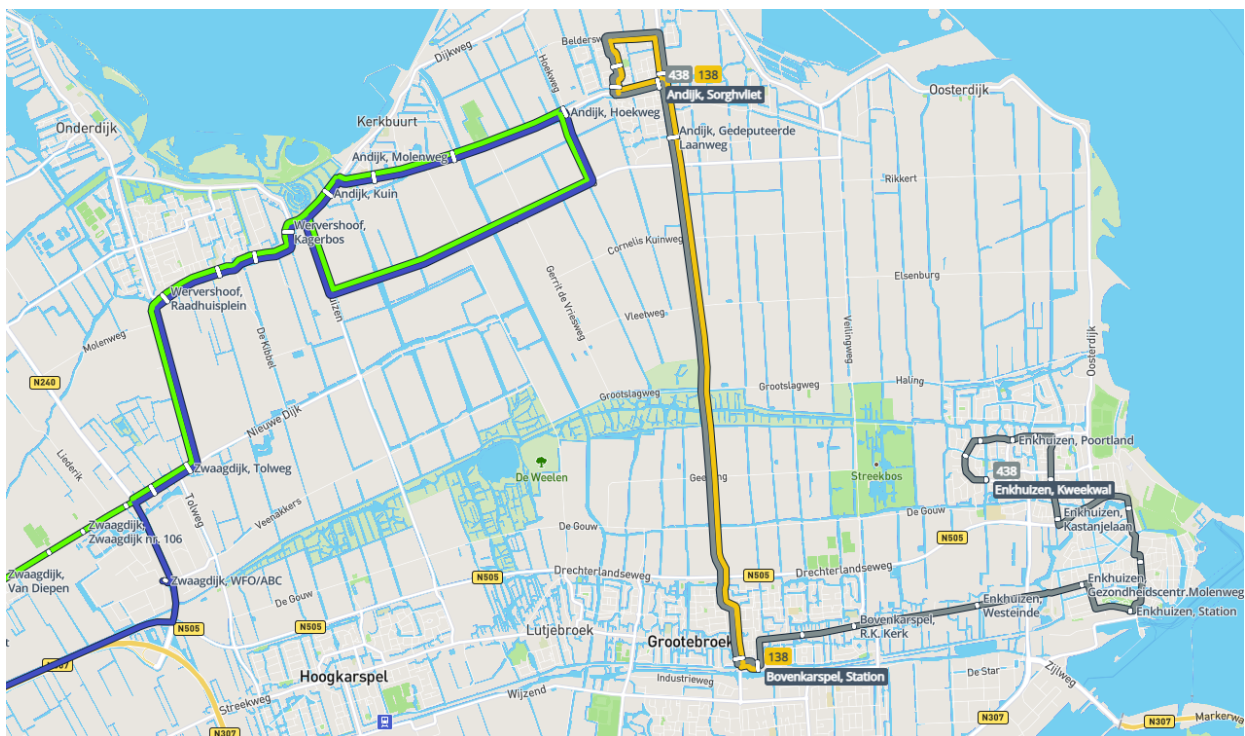 Beldersw
Dijkweg
Hoekweg
438
138
Andijk, Sorghvliet
Oosterdijk
Onderdijk
Kerkbuurt
Andijk, Hoekweg
Andijk, Gedeputeerde
Laanweg
Andijk, Molenweg
Rikkert
Andijk, Kuin
Wervershoof,
Kagerbos
Cornelis Kuinweg
Elsenburg
Gerrit de Vriesweg
Wervershoof,
Raadhuisplein
izen
De Kibbel
Vleetweg
Veilingweg
Molenweg
Oosterdijk
N240
Grootslagweg
Grootslagweg
Haling
Nieuwe Dijk
Liederik
Zwaagdijk, Tolweg
De Weelen
Geerling
Streekbos
Enkhuizen, Poortland
438
Enkhuizen, Kweekwal
Tolweg
Veenakkers
Zwaagdijk,
Zwaagdijk nr. 106
De Gouw
De Gouw
N505
Enkhuizen,
Kastanjelaan
Zwaagdijk,
Van Diepen
Zwaagdijk, WFO/ABC
De Gouw
N505
Drechterlandseweg
N505
Drechterlandseweg
Enkhuizen,
Gezondheidscentr.Molenweg
Enkhuizen,
Westeinde
Enkhuizen, Station
N505
Lutjebroek
Grootebroek
Bovenkarspel,
R.K. Kerk
t
N307
138
Bovenkarspel, Station
Hoogkarspel
Industrieweg
De Star
Zijlweg
Streekweg
Wijzend
N307
N307
N307
Markerwa